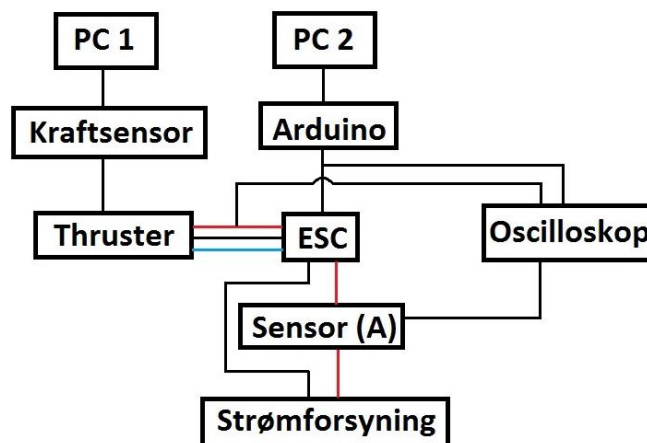 PC 1
PC 2
Kraftsensor
Arduino
Thruster
ESC
Oscilloskop
Sensor (A)
Strømforsyning